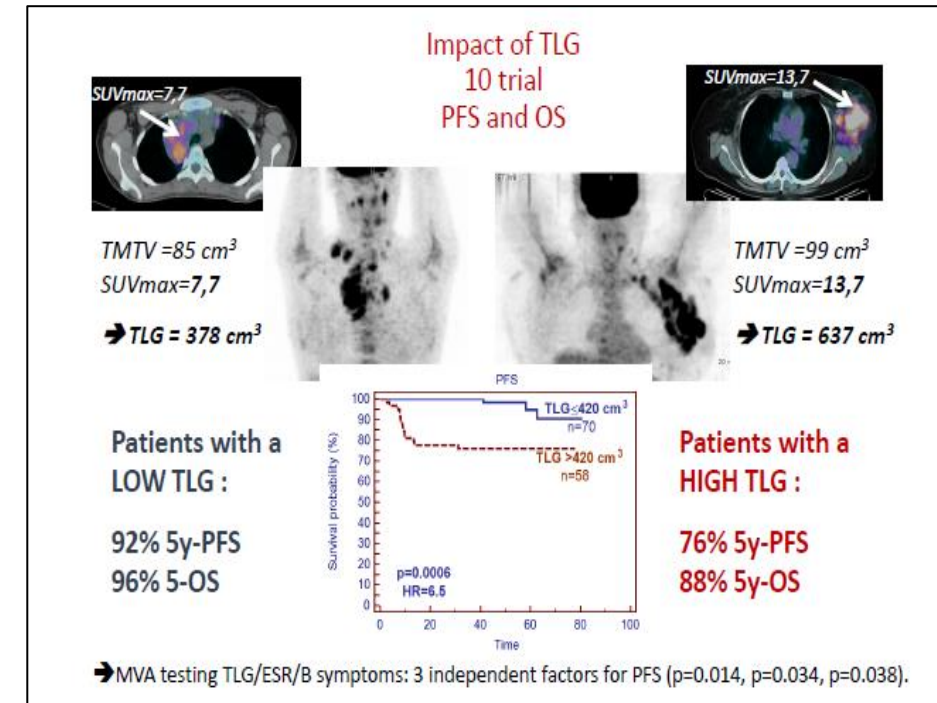 Impact of TLG
10 trial
PFS and OS
SUVmax=7,7
SUVmax=13,7
TMTV =85 cm³
SUVmax=7,7
➔TLG = 378 cm³
TMTV =99 cm³
SUVmax=13,7
➔TLG = 637 cm³
Patients with a
LOW TLG :
92% 5y-PFS
96% 5-OS
PFS
Survival probability (%)
100
90
80
70
60
50
40
30
20
10
0
TLG≤420 cm³
n=70
TLG >420 cm³
n=58
p=0.0006
HR=6.5
0 20 40 60 80 100
Time
Patients with a
HIGH TLG :
76% 5y-PFS
88% 5y-OS
➔MVA testing TLG/ESR/B symptoms: 3 independent factors for PFS (p=0.014, p=0.034, p=0.038).